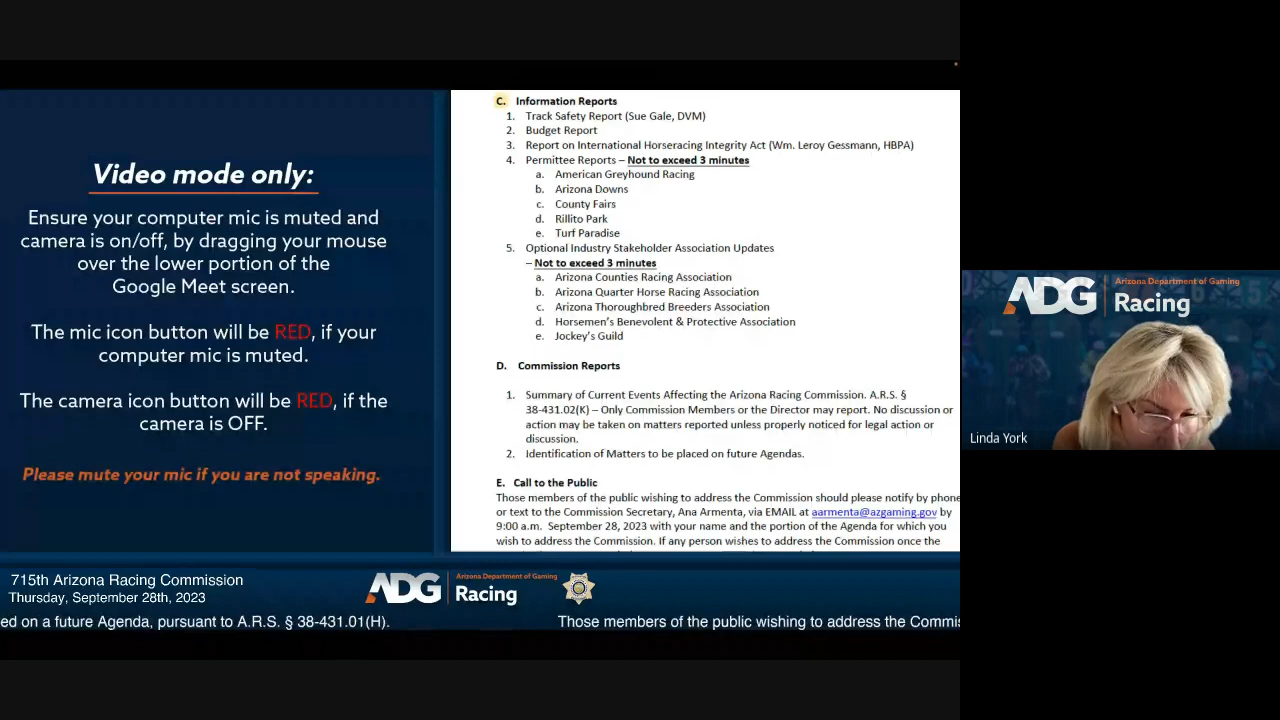 Video mode only:
Ensure your computer mic is muted and
camera is on/off, by dragging your mouse
over the lower portion of the
Google Meet screen.
The mic icon button will be RED, if your
computer mic is muted.
The camera icon button will be RED, if the
camera is OFF.
Please mute your mic if you are not speaking.
C. Information Reports
1. Track Safety Report (Sue Gale, DVM)
2. Budget Report
3. Report on International Horseracing Integrity Act (Wm. Leroy Gessmann, HBPA)
4. Permittee Reports – Not to exceed 3 minutes
a. American Greyhound Racing
b. Arizona Downs
c. County Fairs
d. Rillito Park
e. Turf Paradise
5. Optional Industry Stakeholder Association Updates
– Not to exceed 3 minutes
a. Arizona Counties Racing Association
b. Arizona Quarter Horse Racing Association
c. Arizona Thoroughbred Breeders Association
d. Horsemen's Benevolent & Protective Association
e. Jockey's Guild
D. Commission Reports
1. Summary of Current Events Affecting the Arizona Racing Commission. A.R.S. §
38-431.02(K) – Only Commission Members or the Director may report. No discussion or
action may be taken on matters reported unless properly noticed for legal action or
discussion.
2. Identification of Matters to be placed on future Agendas.
E. Call to the Public
Those members of the public wishing to address the Commission should please notify by phone
or text to the Commission Secretary, Ana Armenta, via EMAIL at aarmenta@azgaming.gov by
9:00 a.m. September 28, 2023 with your name and the portion of the Agenda for which you
wish to address the Commission. If any person wishes to address the Commission once the
ADG Arizona Department of Gaming
Racing
Linda York
715th Arizona Racing Commission
Thursday, September 28th, 2023
ADG Arizona Department of Gaming
Racing
ed on a future Agenda, pursuant to A.R.S. § 38-431.01(H).
Those members of the public wishing to address the Commis